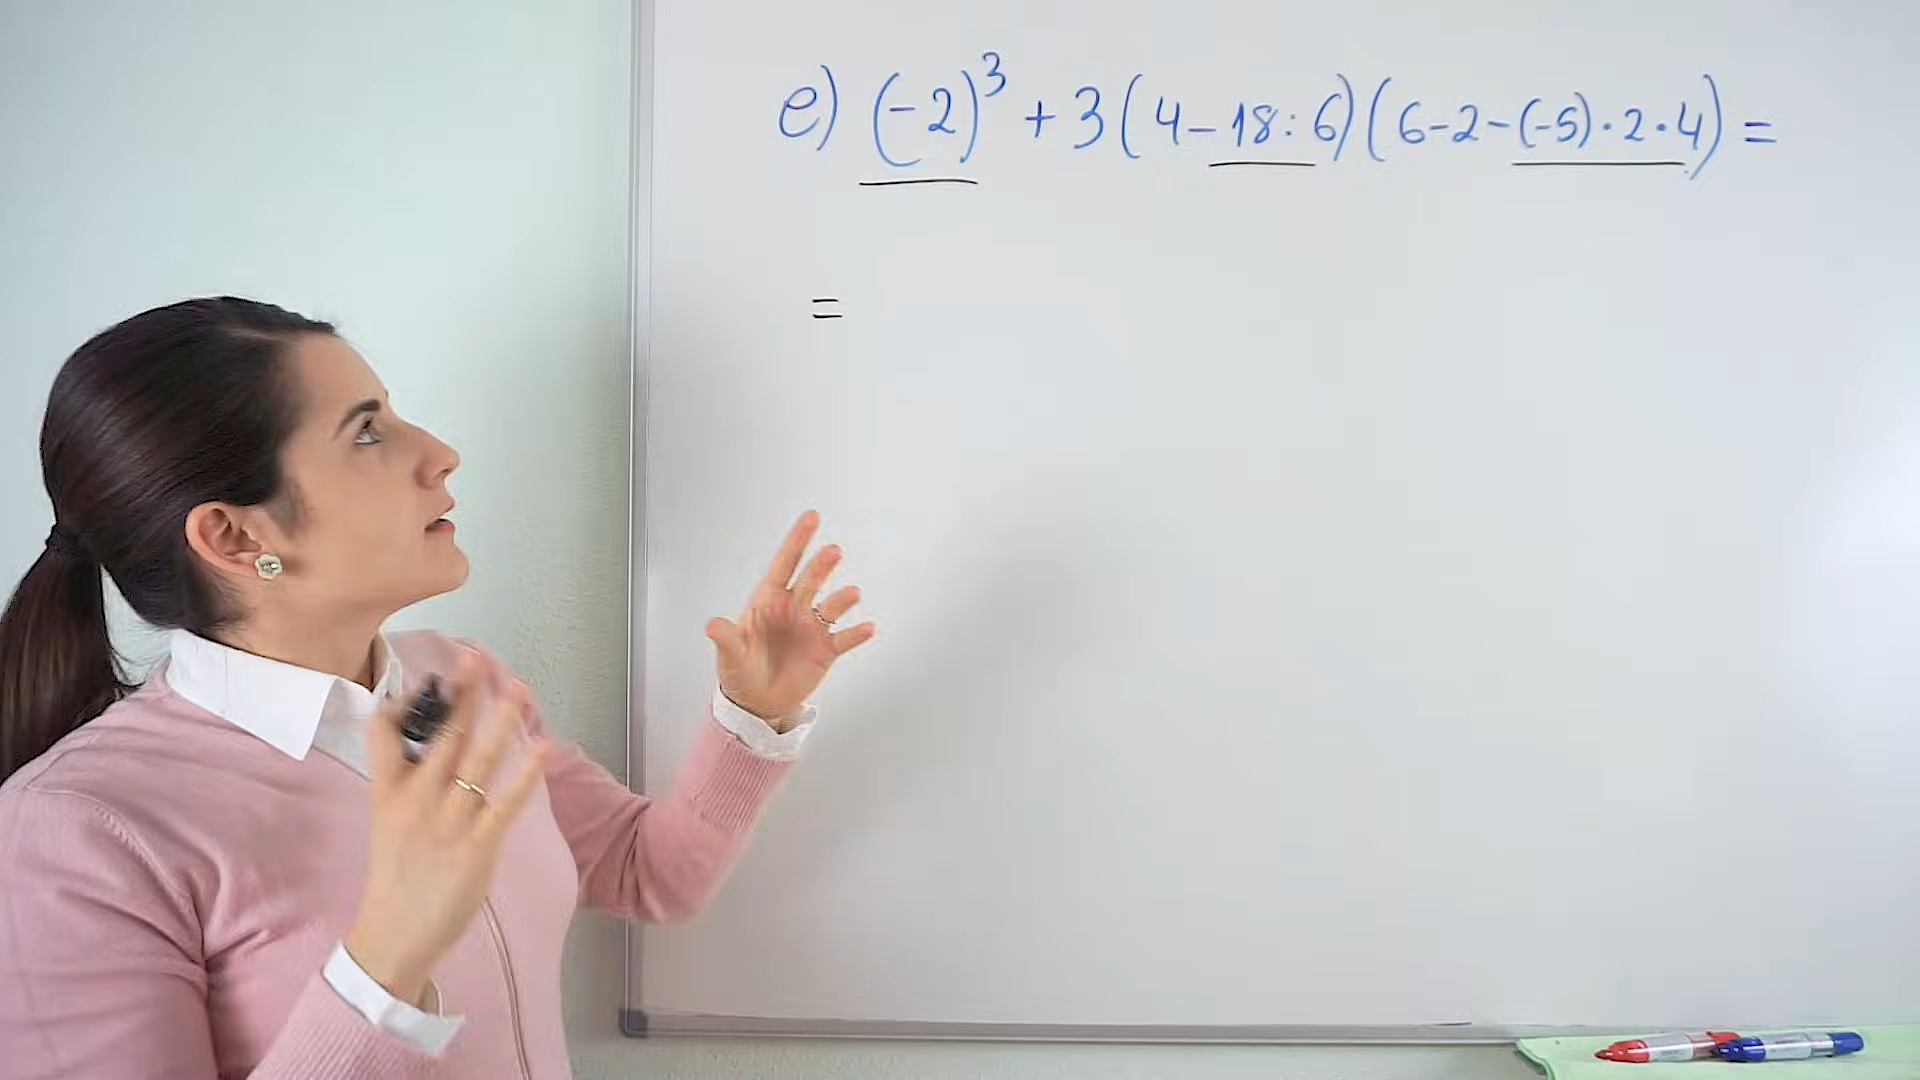 e) (-2)³ + 3(4-18:6)(6-2-(-5)·2·4) =
=